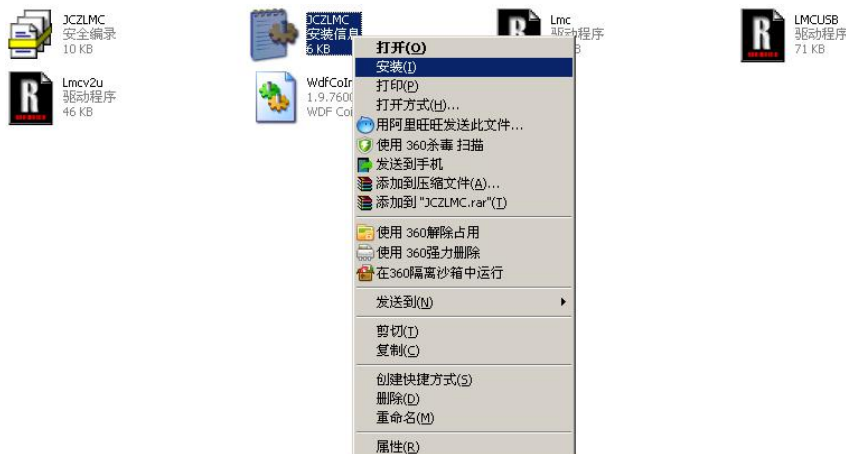 JCZLMC
安全编录
10 KB
JCZLMC
安装信息
6 KB
Lmc
驱动程序
B
LMCUSB
驱动程序
71 KB
Lmcv2u
驱动程序
46 KB
WdfCoIr
1.9.7600
WDF Coi
打开(O)
安装(I)
打印(P)
打开方式(H)...
用阿里旺旺发送此文件...
使用 360杀毒 扫描
发送到手机
添加到压缩文件(A)...
添加到 "JCZLMC.rar"(T)
使用 360解除占用
使用 360强力删除
在360隔离沙箱中运行
发送到(N)
剪切(T)
复制(C)
创建快捷方式(S)
删除(D)
重命名(M)
属性(R)